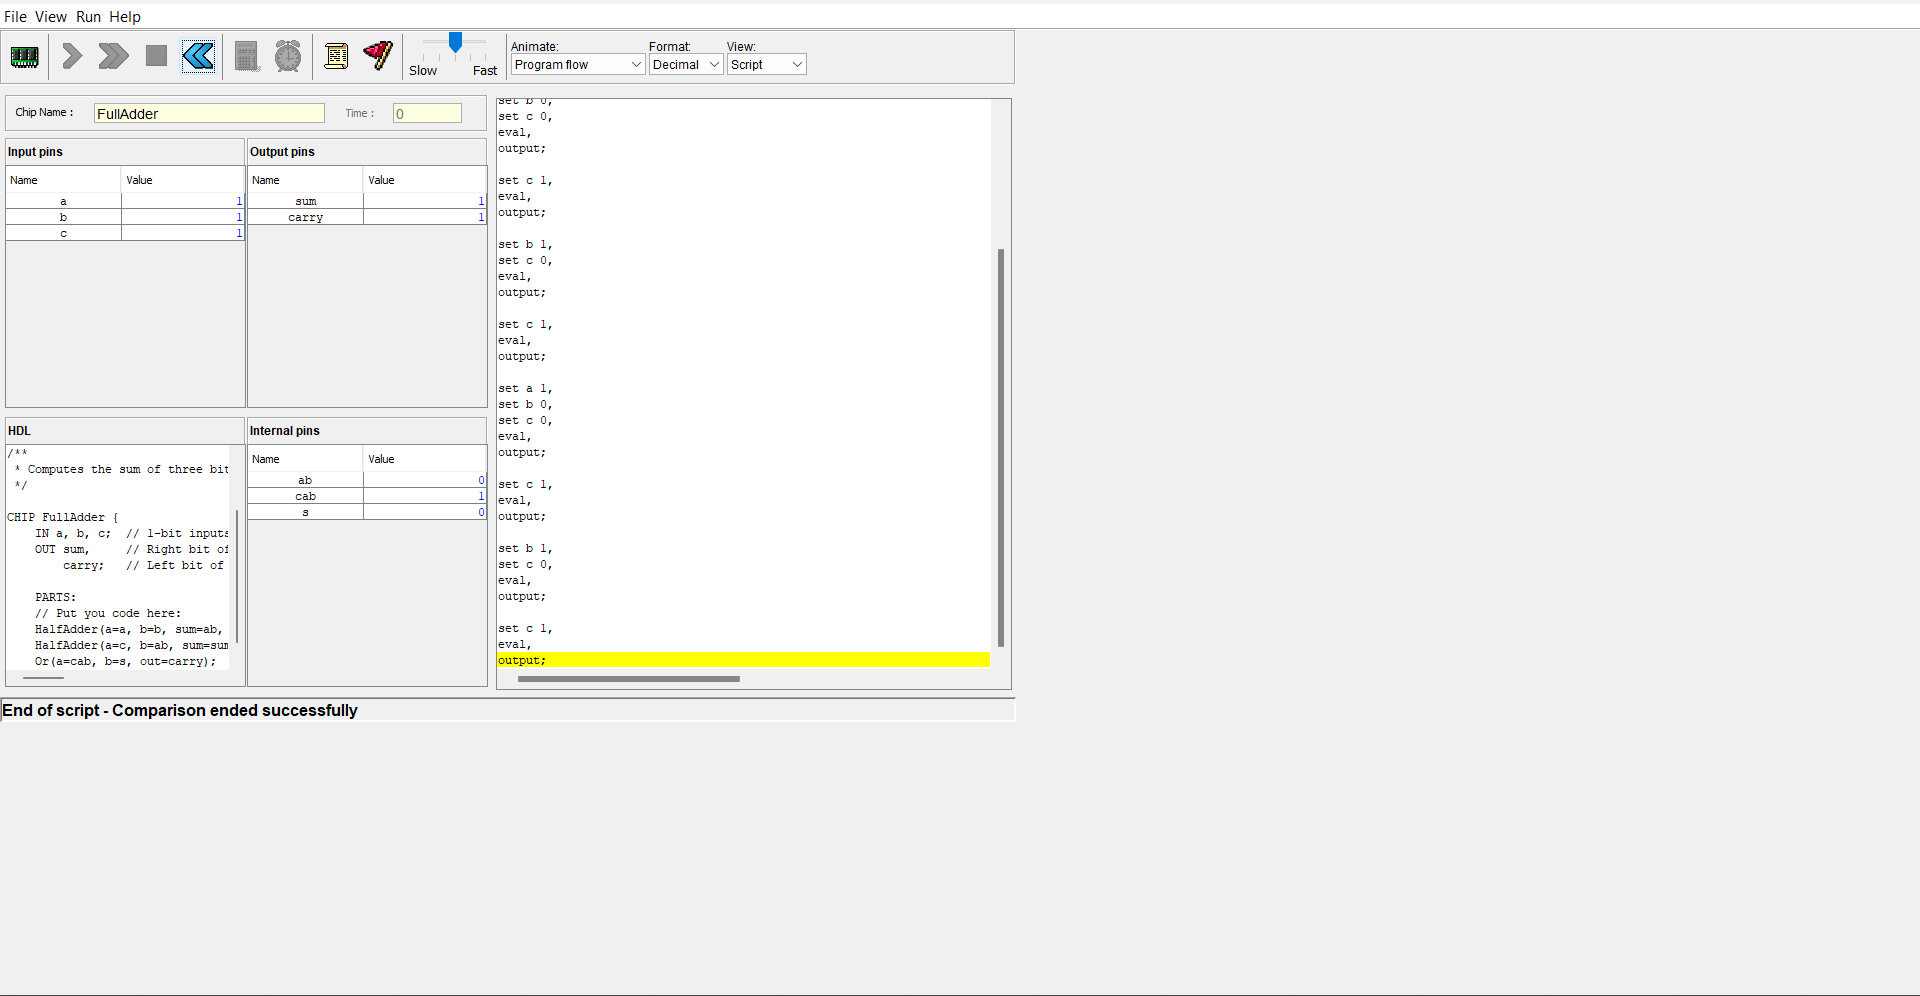 File View Run Help
Slow Fast
Animate: Format: View:
Program flow Decimal Script
Chip Name : FullAdder Time : 0
Input pins
Name Value
a 1
b 1
c 1
Output pins
Name Value
sum 1
carry 1
HDL
/**
* Computes the sum of three bit
*/
CHIP FullAdder {
IN a, b, c; // 1-bit inputs
OUT sum, // Right bit of
carry; // Left bit of
PARTS:
// Put you code here:
HalfAdder(a=a, b=b, sum=ab,
HalfAdder(a=c, b=ab, sum=sum
Or(a=cab, b=s, out=carry);
Internal pins
Name Value
ab 0
cab 1
s 0
set b 0,
set c 0,
eval,
output;
set c 1,
eval,
output;
set b 1,
set c 0,
eval,
output;
set c 1,
eval,
output;
set a 1,
set b 0,
set c 0,
eval,
output;
set c 1,
eval,
output;
set b 1,
set c 0,
eval,
output;
set c 1,
eval,
output;
End of script - Comparison ended successfully